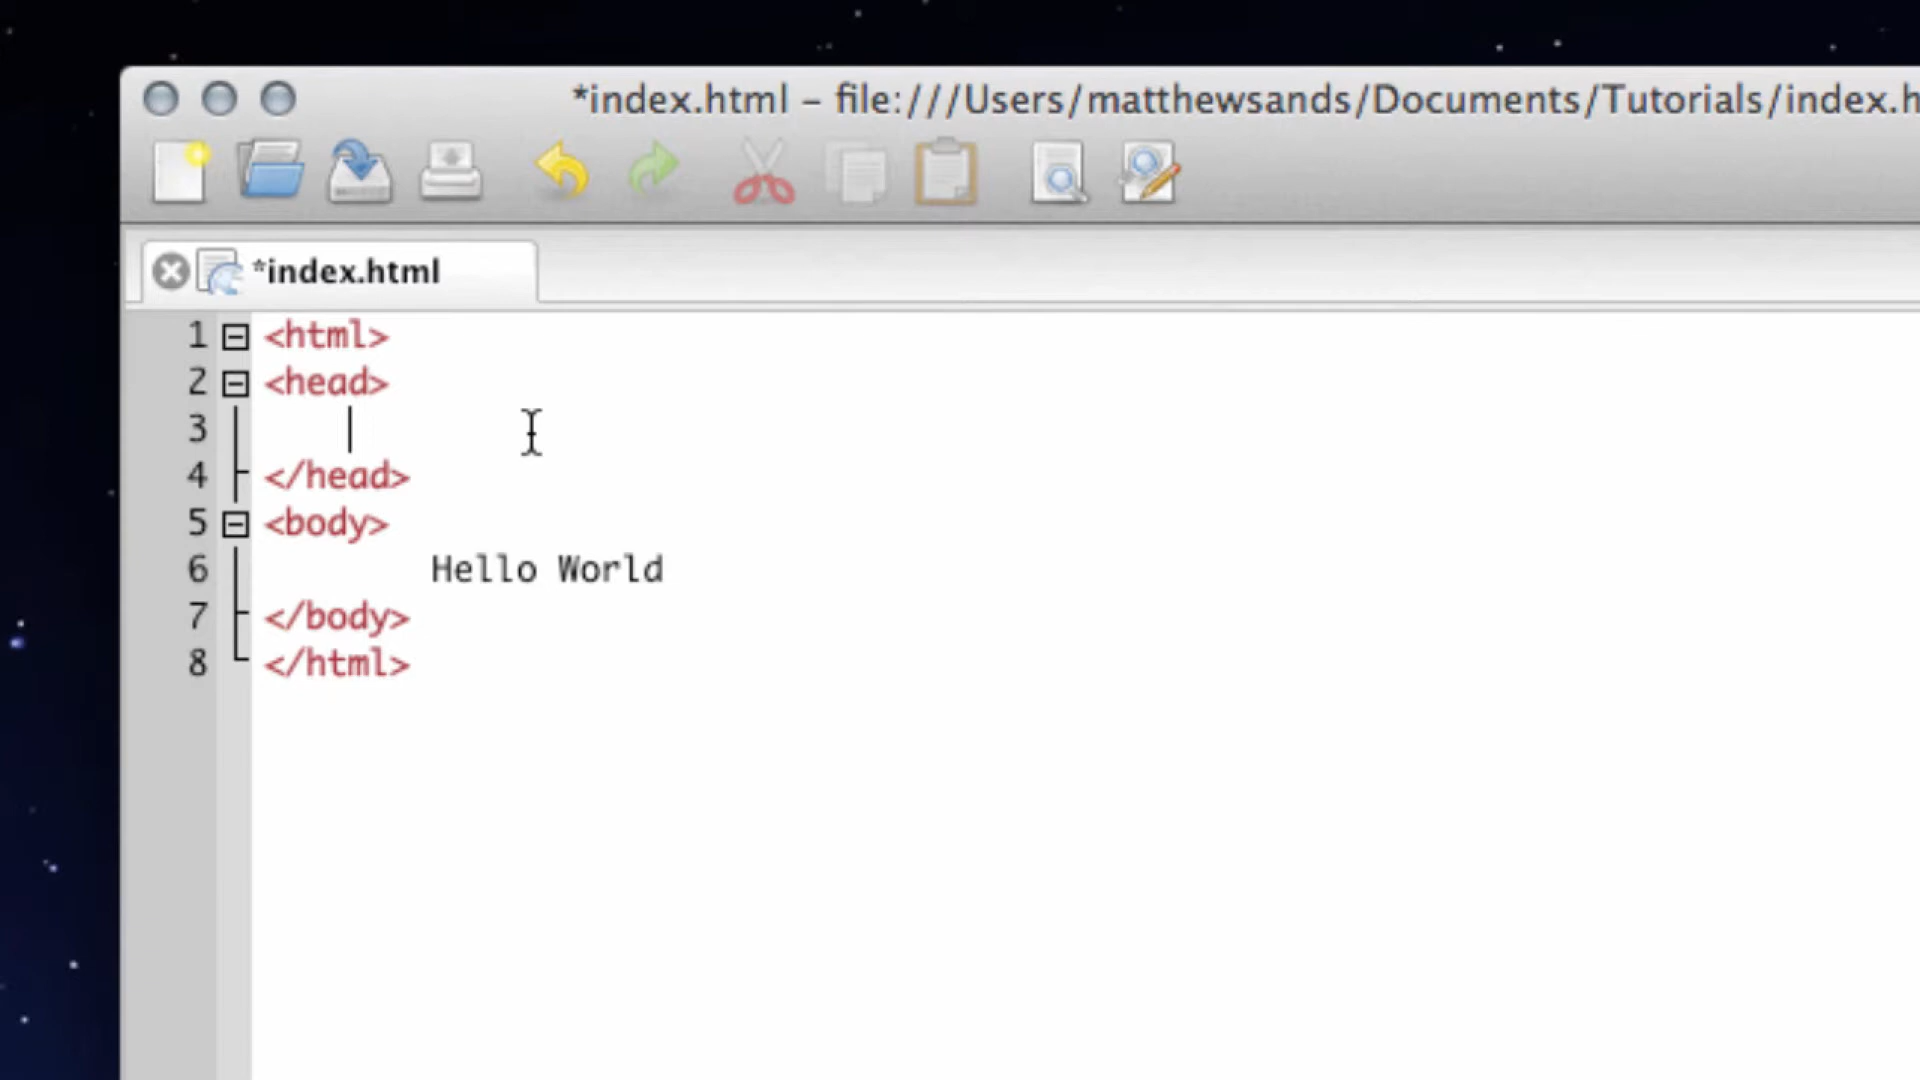 *index.html – file:///Users/matthewsands/Documents/Tutorials/index.h
*index.html
1 <html>
2 <head>
3
4 </head>
5 <body>
6 Hello World
7 </body>
8 </html>